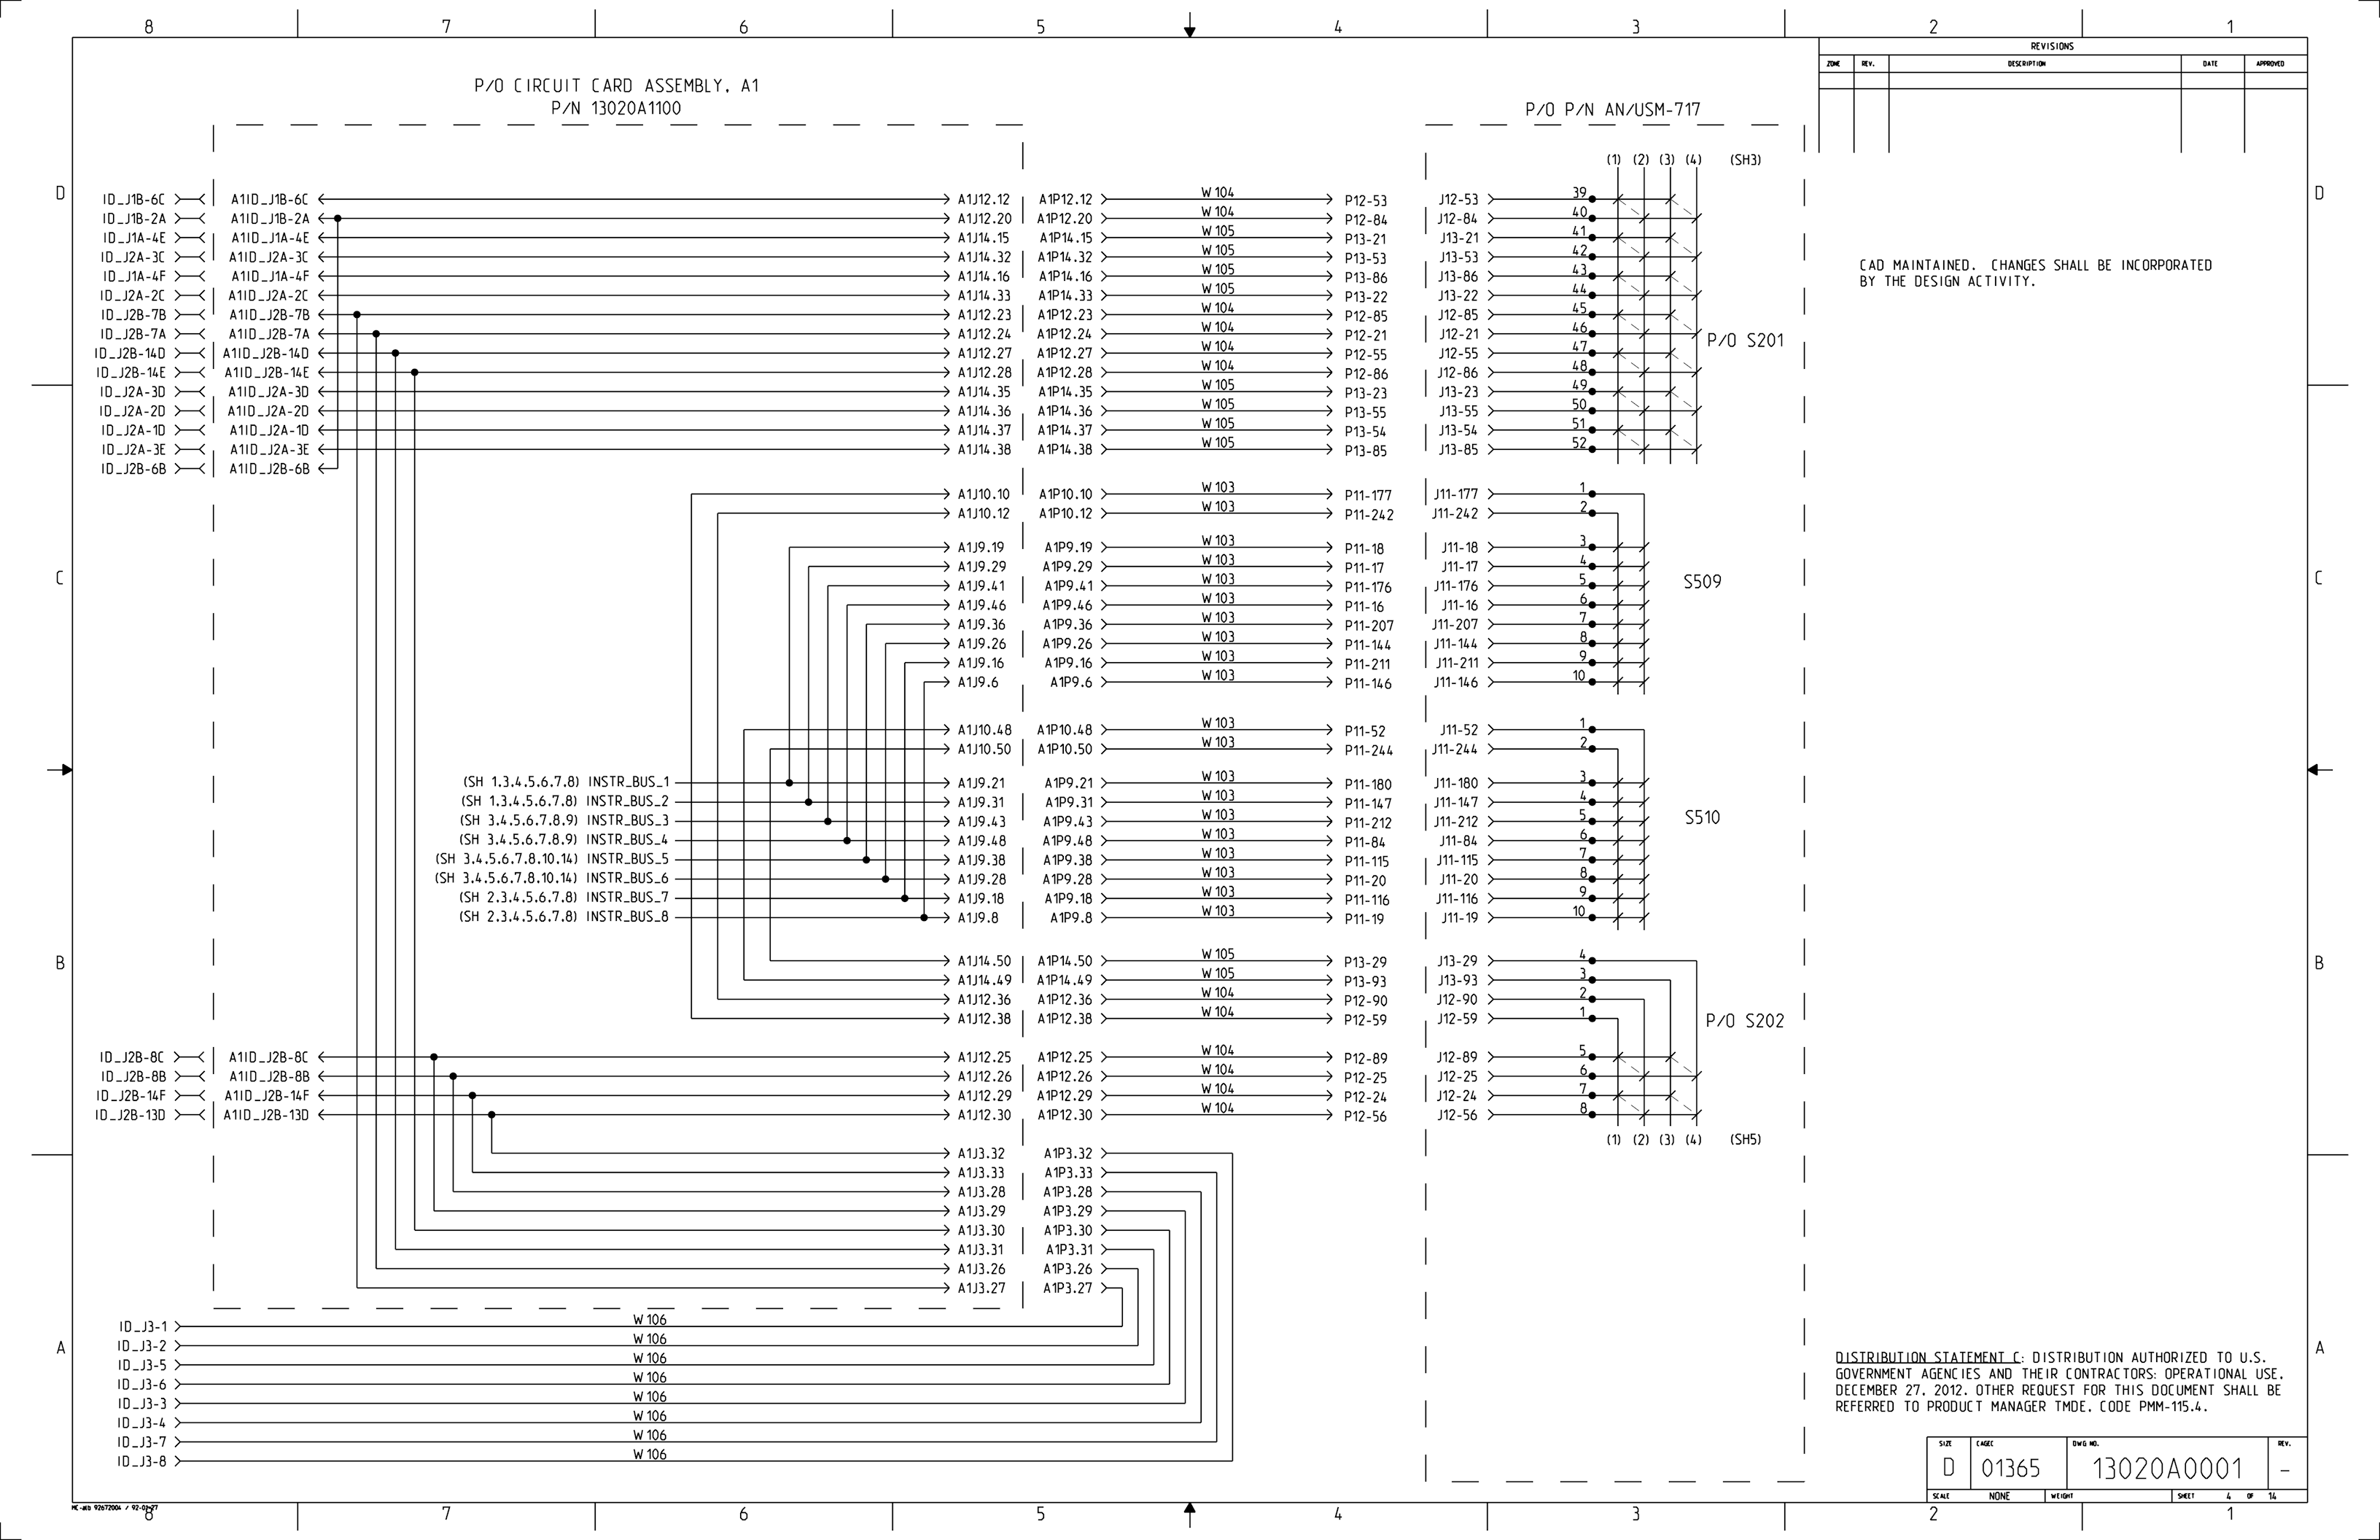 8 7 6 5 4 3 2 1
REVISIONS
ZONE REV. DESCRIPTION DATE APPROVED
P/O CIRCUIT CARD ASSEMBLY, A1
P/N 13020A1100
P/O P/N AN/USM-717
(1) (2) (3) (4) (SH3)
D D
ID_J1B-6C A1ID_J1B-6C A1J12.12 A1P12.12 W104 P12-53 J12-53 39
ID_J1B-2A A1ID_J1B-2A A1J12.20 A1P12.20 W104 P12-84 J12-84 40
ID_J1A-4E A1ID_J1A-4E A1J14.15 A1P14.15 W105 P13-21 J13-21 41
ID_J2A-3C A1ID_J2A-3C A1J14.32 A1P14.32 W105 P13-53 J13-53 42
ID_J1A-4F A1ID_J1A-4F A1J14.16 A1P14.16 W105 P13-86 J13-86 43
ID_J2A-2C A1ID_J2A-2C A1J14.33 A1P14.33 W105 P13-22 J13-22 44
ID_J2B-7B A1ID_J2B-7B A1J12.23 A1P12.23 W104 P12-85 J12-85 45
ID_J2B-7A A1ID_J2B-7A A1J12.24 A1P12.24 W104 P12-21 J12-21 46
P/O S201
ID_J2B-14D A1ID_J2B-14D A1J12.27 A1P12.27 W104 P12-55 J12-55 47
ID_J2B-14E A1ID_J2B-14E A1J12.28 A1P12.28 W104 P12-86 J12-86 48
ID_J2A-3D A1ID_J2A-3D A1J14.35 A1P14.35 W105 P13-23 J13-23 49
ID_J2A-2D A1ID_J2A-2D A1J14.36 A1P14.36 W105 P13-55 J13-55 50
ID_J2A-1D A1ID_J2A-1D A1J14.37 A1P14.37 W105 P13-54 J13-54 51
ID_J2A-3E A1ID_J2A-3E A1J14.38 A1P14.38 W105 P13-85 J13-85 52
ID_J2B-6B A1ID_J2B-6B
CAD MAINTAINED. CHANGES SHALL BE INCORPORATED
BY THE DESIGN ACTIVITY.
A1J10.10 A1P10.10 W103 P11-177 J11-177 1
A1J10.12 A1P10.12 W103 P11-242 J11-242 2
A1J9.19 A1P9.19 W103 P11-18 J11-18 3
A1J9.29 A1P9.29 W103 P11-17 J11-17 4
C C
S509
A1J9.41 A1P9.41 W103 P11-176 J11-176 5
A1J9.46 A1P9.46 W103 P11-16 J11-16 6
A1J9.36 A1P9.36 W103 P11-207 J11-207 7
A1J9.26 A1P9.26 W103 P11-144 J11-144 8
A1J9.16 A1P9.16 W103 P11-211 J11-211 9
A1J9.6 A1P9.6 W103 P11-146 J11-146 10
A1J10.48 A1P10.48 W103 P11-52 J11-52 1
A1J10.50 A1P10.50 W103 P11-244 J11-244 2
(SH 1,3,4,5,6,7,8) INSTR_BUS_1 A1J9.21 A1P9.21 W103 P11-180 J11-180 3
(SH 1,3,4,5,6,7,8) INSTR_BUS_2 A1J9.31 A1P9.31 W103 P11-147 J11-147 4
(SH 3,4,5,6,7,8,9) INSTR_BUS_3 A1J9.43 A1P9.43 W103 P11-212 J11-212 5
S510
(SH 3,4,5,6,7,8,9) INSTR_BUS_4 A1J9.48 A1P9.48 W103 P11-84 J11-84 6
(SH 3,4,5,6,7,8,10,14) INSTR_BUS_5 A1J9.38 A1P9.38 W103 P11-115 J11-115 7
(SH 3,4,5,6,7,8,10,14) INSTR_BUS_6 A1J9.28 A1P9.28 W103 P11-20 J11-20 8
(SH 2,3,4,5,6,7,8) INSTR_BUS_7 A1J9.18 A1P9.18 W103 P11-116 J11-116 9
(SH 2,3,4,5,6,7,8) INSTR_BUS_8 A1J9.8 A1P9.8 W103 P11-19 J11-19 10
B B
A1J14.50 A1P14.50 W105 P13-29 J13-29 4
A1J14.49 A1P14.49 W105 P13-93 J13-93 3
A1J12.36 A1P12.36 W104 P12-90 J12-90 2
A1J12.38 A1P12.38 W104 P12-59 J12-59 1
P/O S202
ID_J2B-8C A1ID_J2B-8C A1J12.25 A1P12.25 W104 P12-89 J12-89 5
ID_J2B-8B A1ID_J2B-8B A1J12.26 A1P12.26 W104 P12-25 J12-25 6
ID_J2B-14F A1ID_J2B-14F A1J12.29 A1P12.29 W104 P12-24 J12-24 7
ID_J2B-13D A1ID_J2B-13D A1J12.30 A1P12.30 W104 P12-56 J12-56 8
(1) (2) (3) (4) (SH5)
A1J3.32 A1P3.32
A1J3.33 A1P3.33
A1J3.28 A1P3.28
A1J3.29 A1P3.29
A1J3.30 A1P3.30
A1J3.31 A1P3.31
A1J3.26 A1P3.26
A1J3.27 A1P3.27
ID_J3-1 W106
ID_J3-2 W106
A A
ID_J3-5 W106
ID_J3-6 W106
ID_J3-3 W106
ID_J3-4 W106
ID_J3-7 W106
ID_J3-8 W106
DISTRIBUTION STATEMENT C: DISTRIBUTION AUTHORIZED TO U.S.
GOVERNMENT AGENCIES AND THEIR CONTRACTORS: OPERATIONAL USE,
DECEMBER 27, 2012. OTHER REQUEST FOR THIS DOCUMENT SHALL BE
REFERRED TO PRODUCT MANAGER TMDE, CODE PMM-115.4.
SIZE CAGEC DWG NO. REV.
D 01365 13020A0001 -
SCALE NONE WEIGHT SHEET 4 OF 14
8 7 6 5 4 3 2 1